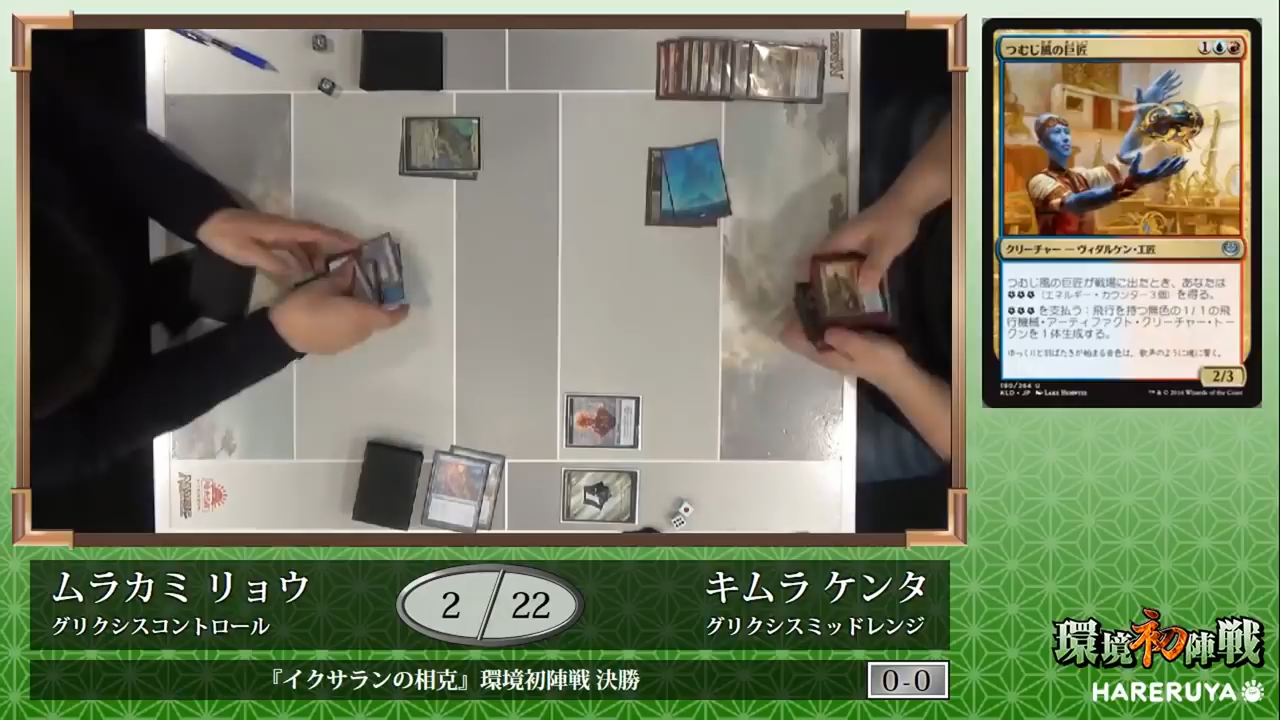 つむじ風の巨匠
1
クリーチャー — ヴィダルケン・工匠
つむじ風の巨匠が戦場に出たとき、あなたは
(エネルギー・カウンター3個)を得る。
を支払う:飛行を持つ無色の1/1の飛
行機械・アーティファクト・クリーチャー・トー
クンを1体生成する。
2/3
KLD・JP
ムラカミ リョウ
グリクシスコントロール
2/22
キムラ ケンタ
グリクシスミッドレンジ
『イクサランの相克』環境初陣戦 決勝
0-0
環境初陣戦
HARERUYA